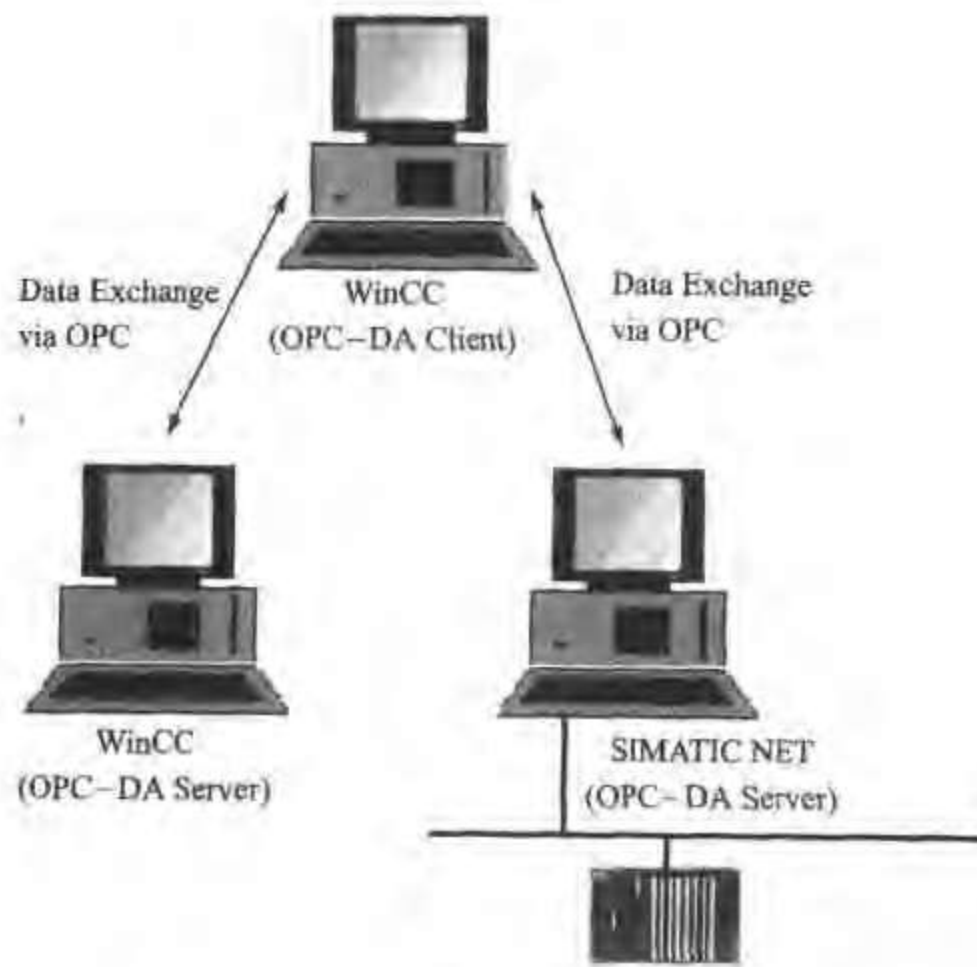 Data Exchange
via OPC
WinCC
(OPC-DA Client)
Data Exchange
via OPC
WinCC
(OPC-DA Server)
SIMATIC NET
(OPC-DA Server)